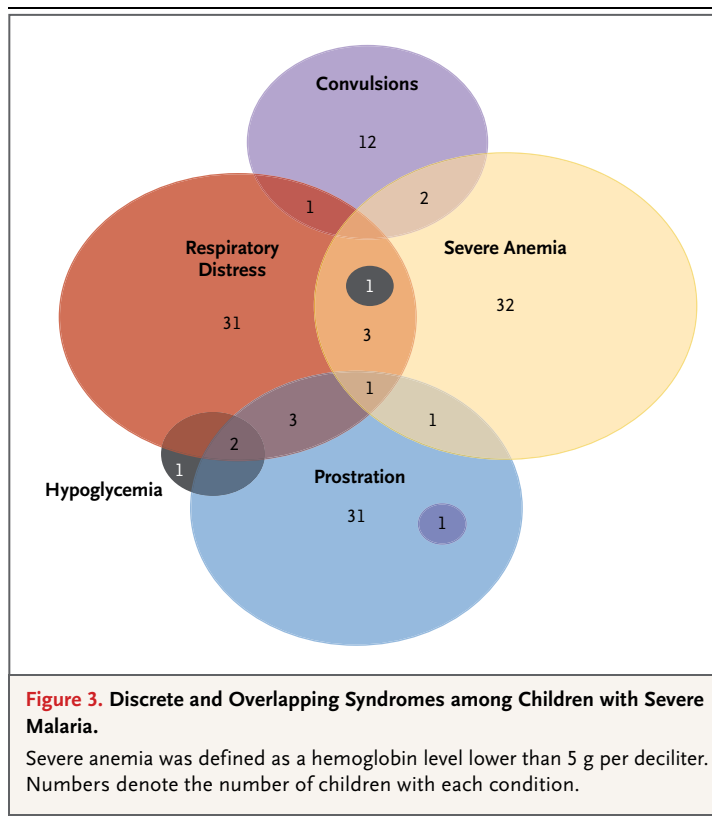 Convulsions
12
1
2
Respiratory
Distress
Severe Anemia
1
31
32
3
1
3
1
2
1
Hypoglycemia
Prostration
31
1
Figure 3. Discrete and Overlapping Syndromes among Children with Severe
Malaria.
Severe anemia was defined as a hemoglobin level lower than 5 g per deciliter.
Numbers denote the number of children with each condition.